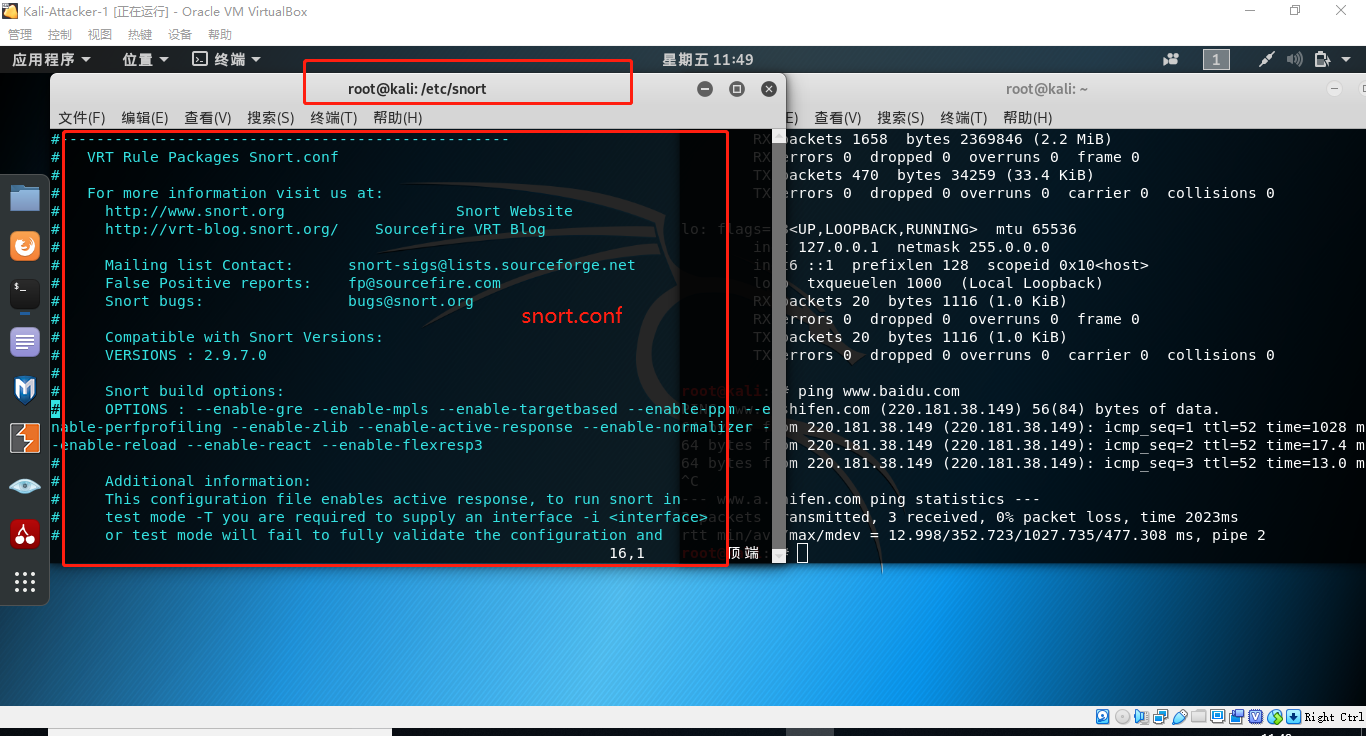 Kali-Attacker-1 [正在运行] - Oracle VM VirtualBox
管理 控制 视图 热键 设备 帮助
应用程序 位置 终端 星期五 11:49 1
root@kali: /etc/snort
文件(F) 编辑(E) 查看(V) 搜索(S) 终端(T) 帮助(H)
#--------------------------------------------------
# VRT Rule Packages Snort.conf
#
# For more information visit us at:
# http://www.snort.org Snort Website
# http://vrt-blog.snort.org/ Sourcefire VRT Blog
#
# Mailing list Contact: snort-sigs@lists.sourceforge.net
# False Positive reports: fp@sourcefire.com
# Snort bugs: bugs@snort.org
#
# Compatible with Snort Versions:
# VERSIONS : 2.9.7.0
#
# Snort build options:
# OPTIONS : --enable-gre --enable-mpls --enable-targetbased --enable-ppm --e
nable-perfprofiling --enable-zlib --enable-active-response --enable-normalizer -
-enable-reload --enable-react --enable-flexresp3
#
# Additional information:
# This configuration file enables active response, to run snort in
# test mode -T you are required to supply an interface -i <interface>
# or test mode will fail to fully validate the configuration and
16,1 顶端
snort.conf
root@kali: ~
E) 查看(V) 搜索(S) 终端(T) 帮助(H)
RX packets 1658 bytes 2369846 (2.2 MiB)
RX errors 0 dropped 0 overruns 0 frame 0
TX packets 470 bytes 34259 (33.4 KiB)
TX errors 0 dropped 0 overruns 0 carrier 0 collisions 0
lo: flags= 3<UP,LOOPBACK,RUNNING> mtu 65536
in 127.0.0.1 netmask 255.0.0.0
in 6 ::1 prefixlen 128 scopeid 0x10<host>
lo txqueuelen 1000 (Local Loopback)
RX packets 20 bytes 1116 (1.0 KiB)
RX errors 0 dropped 0 overruns 0 frame 0
TX packets 20 bytes 1116 (1.0 KiB)
TX errors 0 dropped 0 overruns 0 carrier 0 collisions 0
root@kali: # ping www.baidu.com
shifen.com (220.181.38.149) 56(84) bytes of data.
from 220.181.38.149 (220.181.38.149): icmp_seq=1 ttl=52 time=1028 m
64 bytes from 220.181.38.149 (220.181.38.149): icmp_seq=2 ttl=52 time=17.4 m
64 bytes from 220.181.38.149 (220.181.38.149): icmp_seq=3 ttl=52 time=13.0 m
^C
--- www.a.shifen.com ping statistics ---
packets transmitted, 3 received, 0% packet loss, time 2023ms
rtt min/avg/max/mdev = 12.998/352.723/1027.735/477.308 ms, pipe 2
root #
Right Ctrl